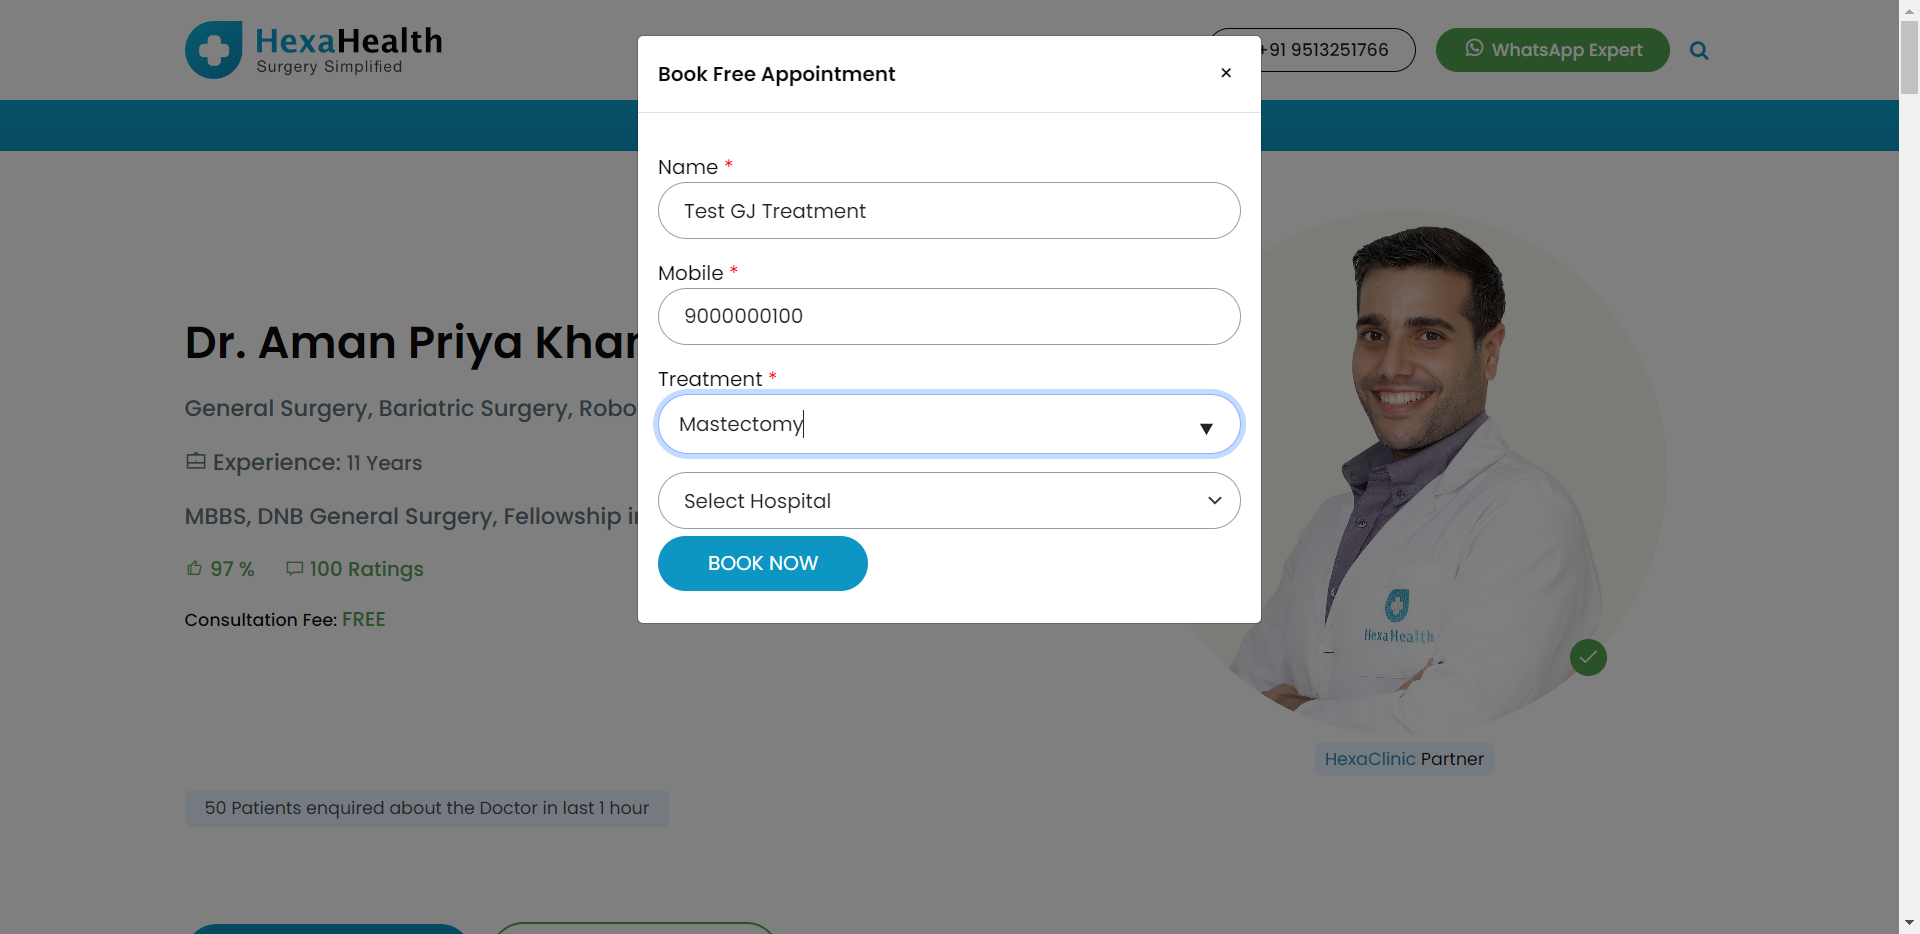 HexaHealth
Surgery Simplified
+91 9513251766
WhatsApp Expert
Book Free Appointment
×
Name *
Test GJ Treatment
Mobile *
9000000100
Treatment *
Mastectomy
Select Hospital
BOOK NOW
Dr. Aman Priya
General Surgery, Bariatric Surgery,
Experience: 11 Years
MBBS, DNB General Surgery, Fellowship
97 %
100 Ratings
Consultation Fee: FREE
HexaHealth
HexaClinic Partner
50 Patients enquired about the Doctor in last 1 hour